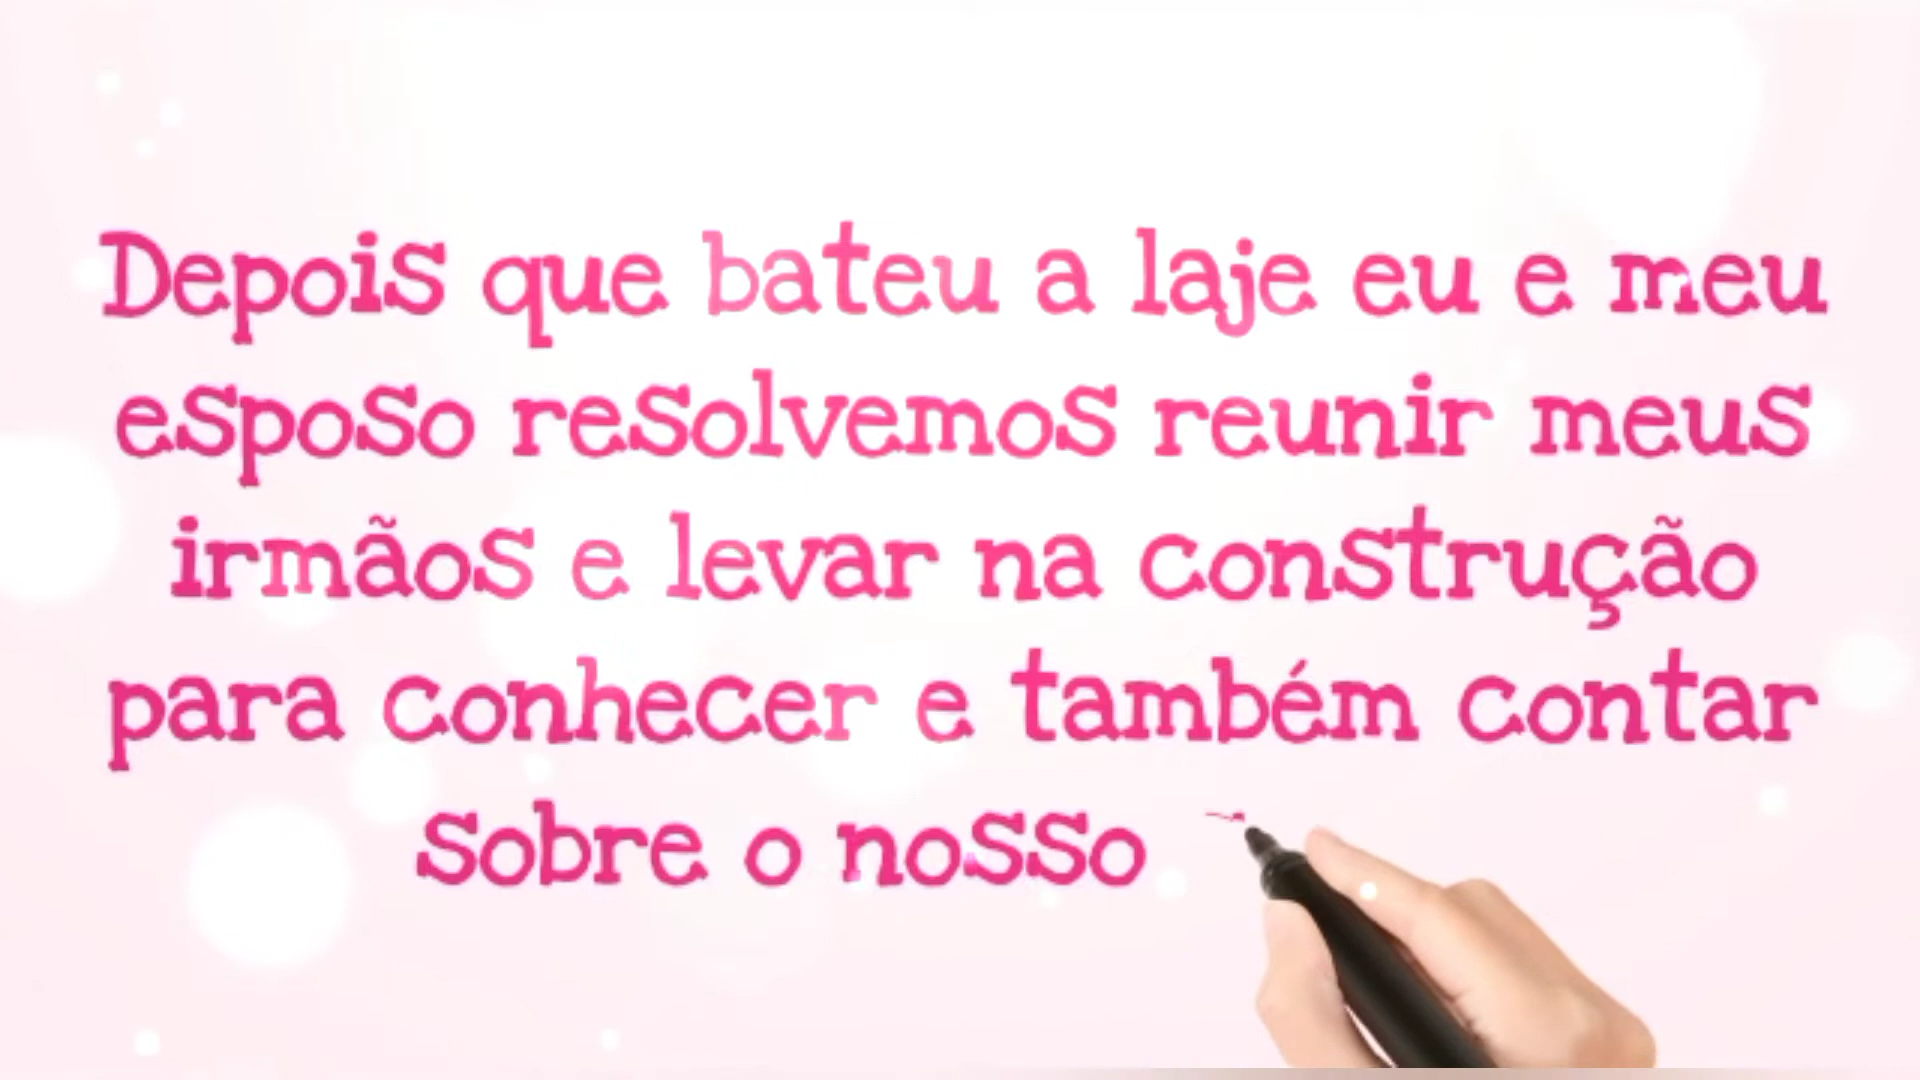 Depois que bateu a laje eu e meu
esposo resolvemos reunir meus
irmãos e levar na construção
para conhecer e também contar
sobre o nosso